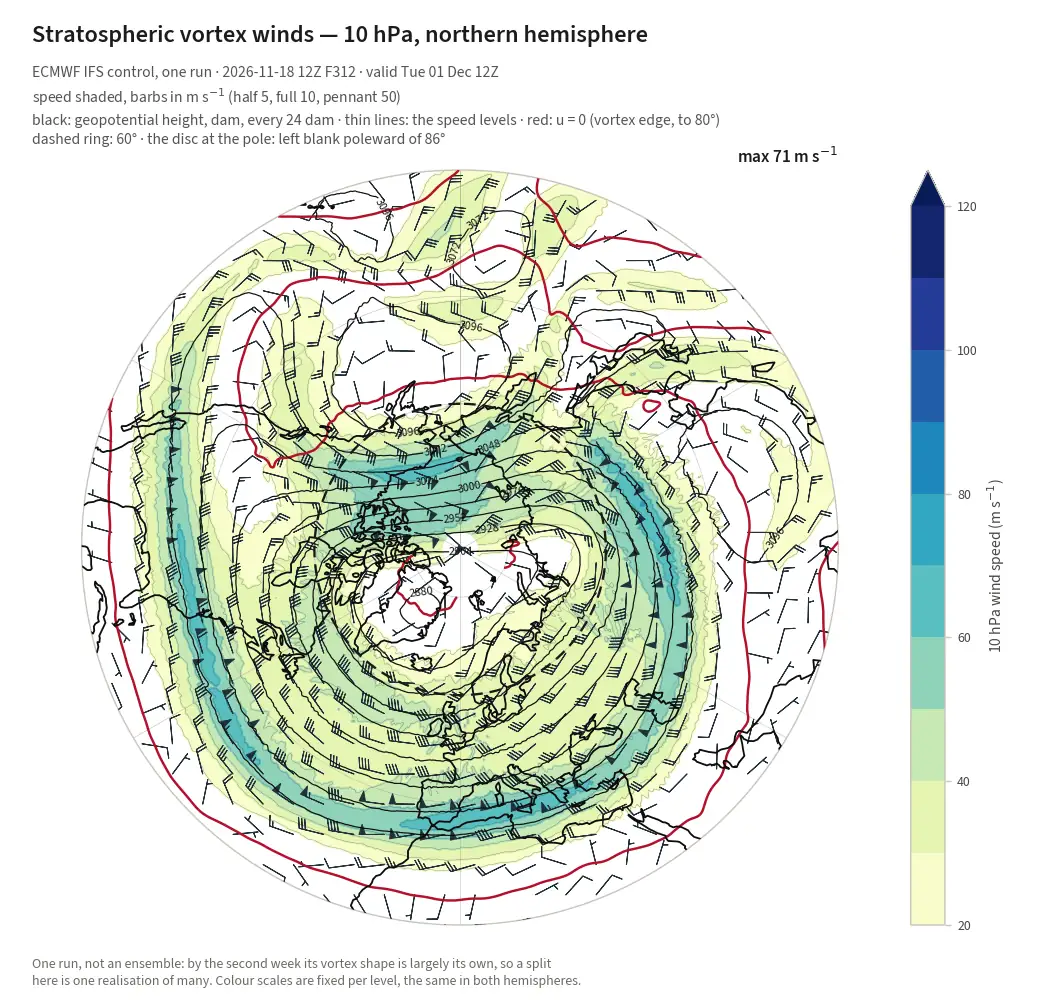 Stratospheric vortex winds — 10 hPa, northern hemisphere
ECMWF IFS control, one run · 2026-11-18 12Z F312 · valid Tue 01 Dec 12Z
speed shaded, barbs in m s⁻¹ (half 5, full 10, pennant 50)
black: geopotential height, dam, every 24 dam · thin lines: the speed levels · red: u = 0 (vortex edge, to 80°)
dashed ring: 60° · the disc at the pole: left blank poleward of 86°
max 71 m s⁻¹
120
100
80
60
40
20
10 hPa wind speed (m s⁻¹)
3096
3072
3072
3096
3096
3048
3000
2928
2880
3096
One run, not an ensemble: by the second week its vortex shape is largely its own, so a split
here is one realisation of many. Colour scales are fixed per level, the same in both hemispheres.